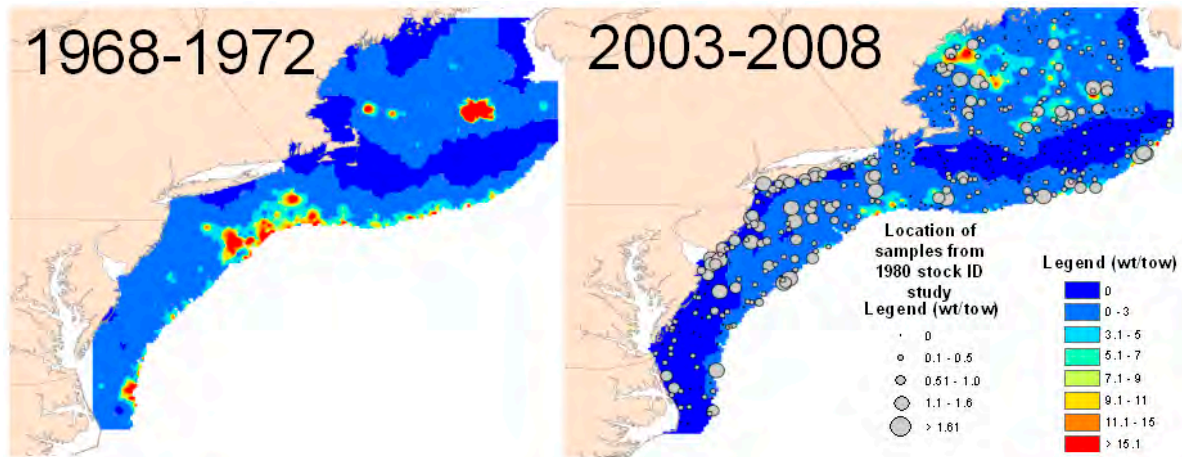 1968-1972
2003-2008
Location of
samples from
1980 stock ID
study
Legend (wt/tow)
0
0.1 - 0.5
0.51 - 1.0
1.1 - 1.6
> 1.61
Legend (wt/tow)
0
0 - 3
3.1 - 5
5.1 - 7
7.1 - 9
9.1 - 11
11.1 - 15
> 15.1